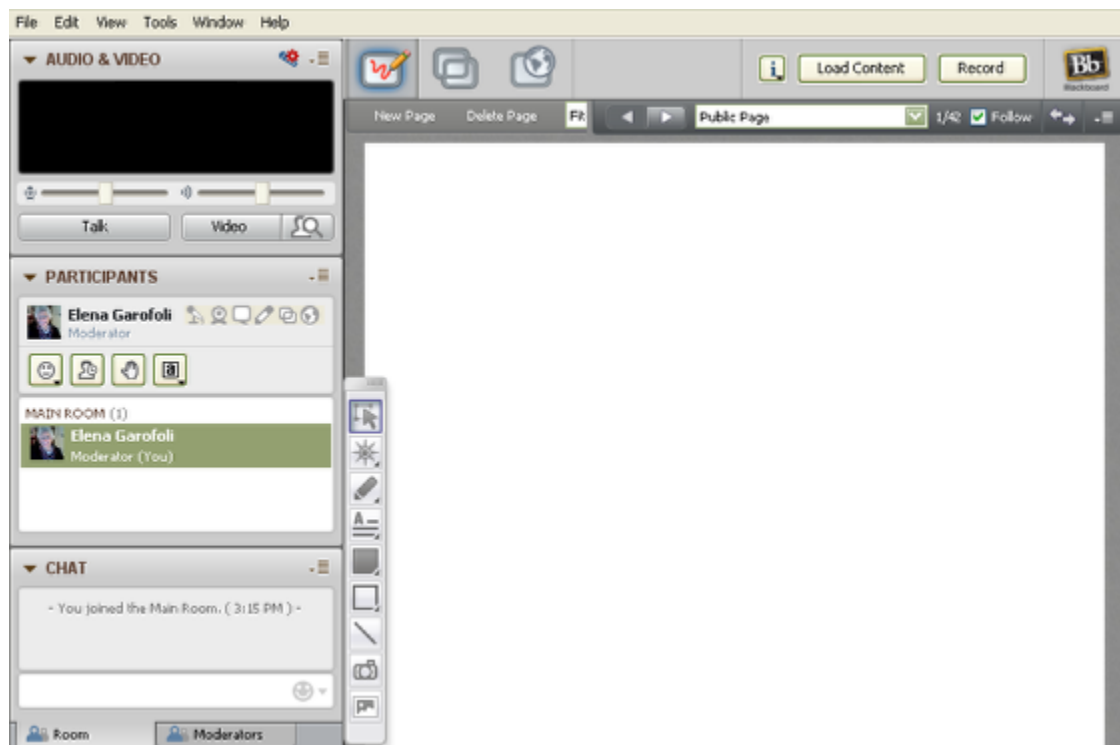 File Edit View Tools Window Help
AUDIO & VIDEO
Talk Video
PARTICIPANTS
Elena Garofoli
Moderator
MAIN ROOM (1)
Elena Garofoli
Moderator (You)
CHAT
- You joined the Main Room. ( 3:15 PM ) -
Room Moderators
i Load Content Record
Bb
Blackboard
New Page Delete Page Fit Public Page 1/42 Follow